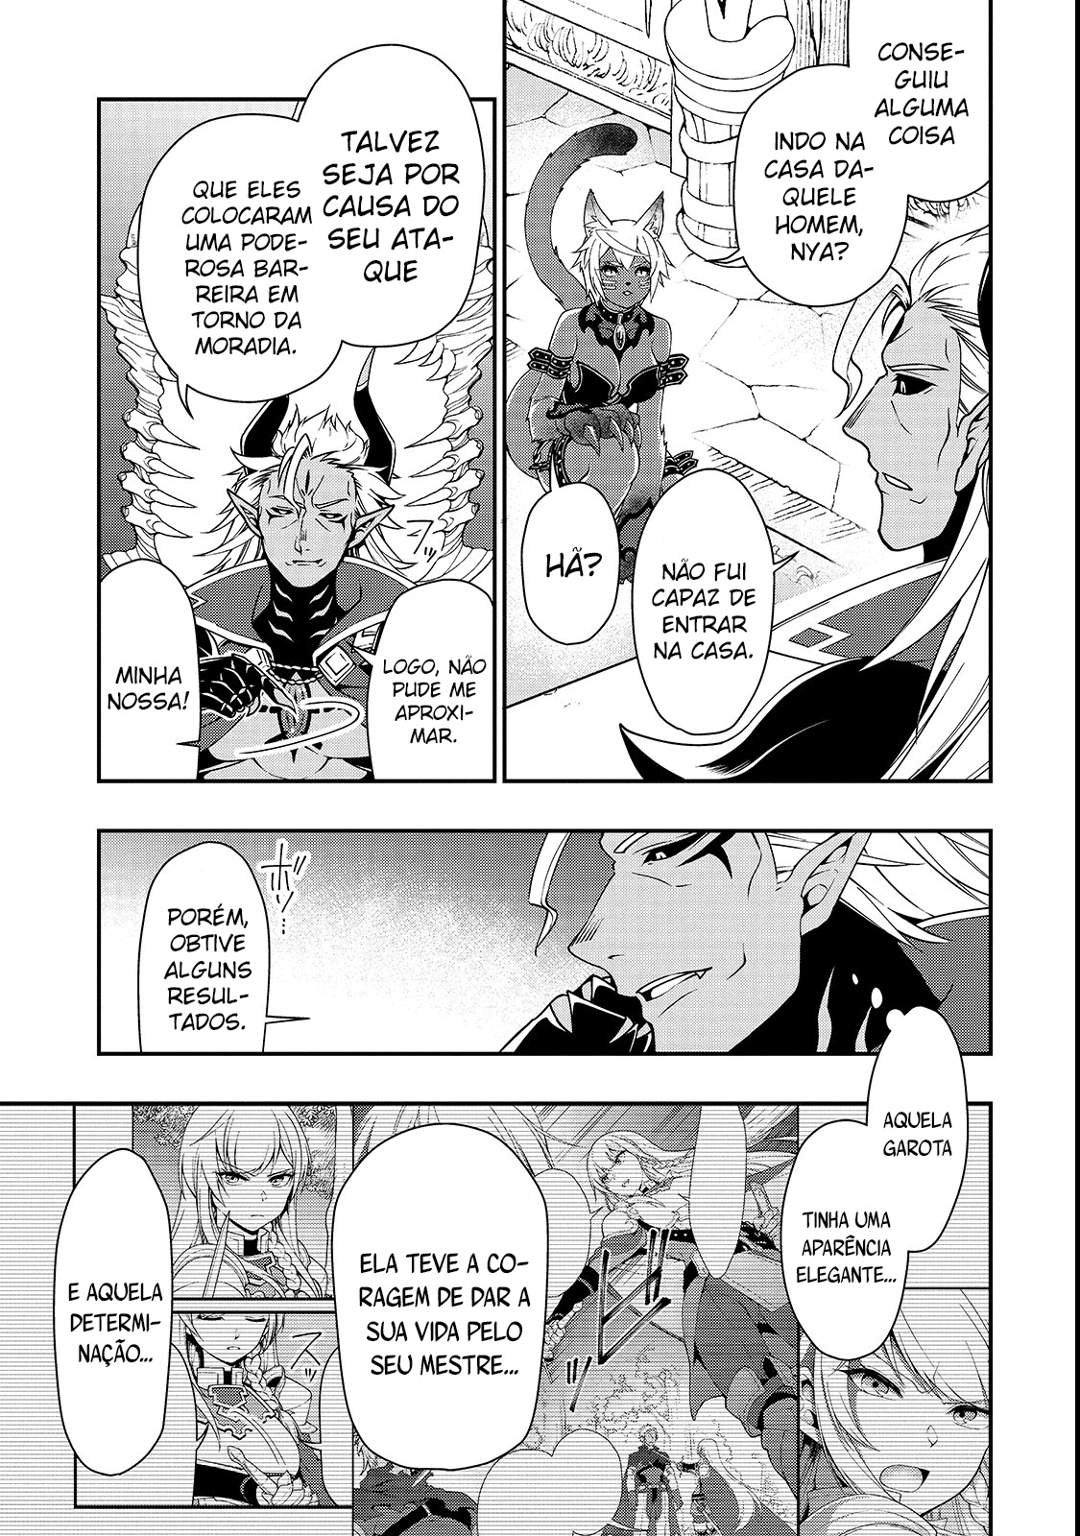 CONSE-
GUIU
ALGUMA
COISA
INDO NA
CASA DA-
QUELE
HOMEM,
NYA?
NÃO FUI
CAPAZ DE
ENTRAR
NA CASA.
HÃ?
TALVEZ
SEJA POR
CAUSA DO
SEU ATA-
QUE
QUE ELES
COLOCARAM
UMA PODE-
ROSA BAR-
REIRA EM
TORNO DA
MORADIA.
LOGO, NÃO
PUDE ME
APROXI-
MAR.
MINHA
NOSSA!
ボッ…
PORÉM,
OBTIVE
ALGUNS
RESUL-
TADOS.
AQUELA
GAROTA
TINHA UMA
APARÊNCIA
ELEGANTE...
ELA TEVE A CO-
RAGEM DE DAR A
SUA VIDA PELO
SEU MESTRE...
E AQUELA
DETERMI-
NAÇÃO...